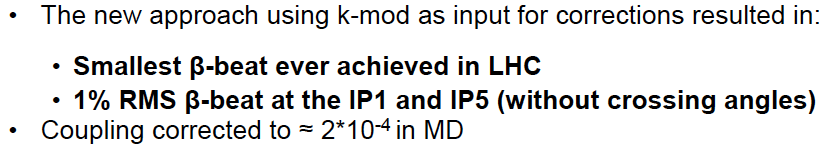 • The new approach using k-mod as input for corrections resulted in:
• Smallest β-beat ever achieved in LHC
• 1% RMS β-beat at the IP1 and IP5 (without crossing angles)
• Coupling corrected to ≈ 2*10⁻⁴ in MD